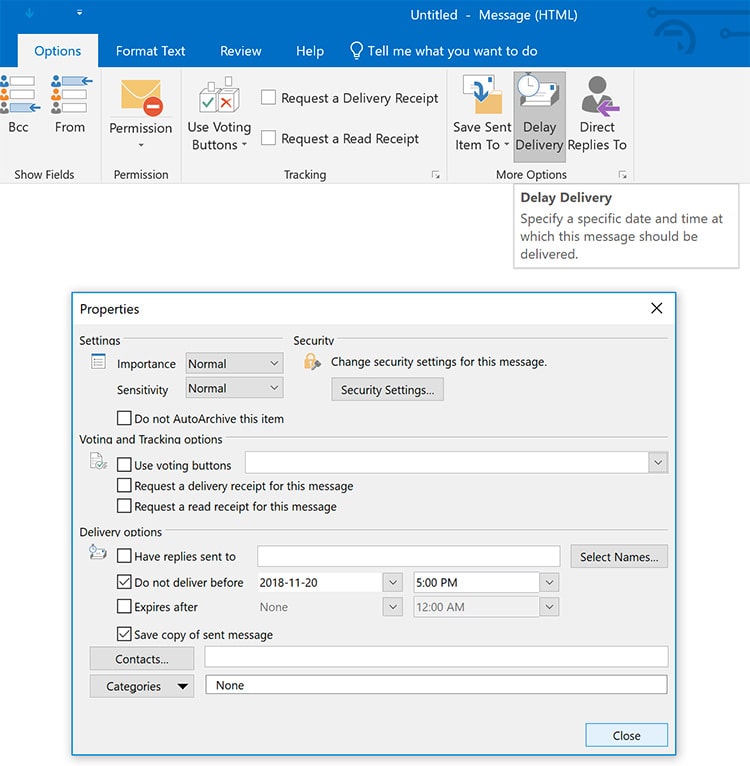 Untitled - Message (HTML)
Options Format Text Review Help Tell me what you want to do
Bcc From Permission Use Voting Buttons Request a Delivery Receipt Request a Read Receipt Save Sent Item To Delay Delivery Direct Replies To
Show Fields Permission Tracking More Options
Delay Delivery
Specify a specific date and time at
which this message should be
delivered.
Properties
Settings Security
Importance Normal Change security settings for this message.
Sensitivity Normal Security Settings...
Do not AutoArchive this item
Voting and Tracking options
Use voting buttons
Request a delivery receipt for this message
Request a read receipt for this message
Delivery options
Have replies sent to Select Names...
Do not deliver before 2018-11-20 5:00 PM
Expires after None 12:00 AM
Save copy of sent message
Contacts...
Categories None
Close